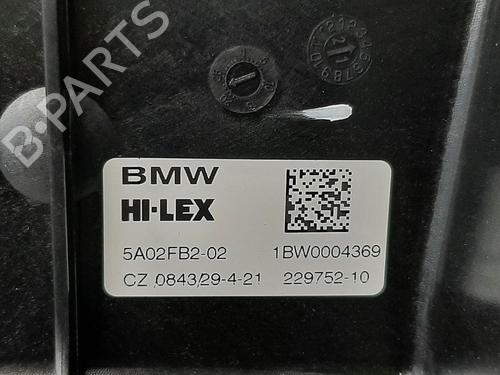 B-PARTS
BMW
HI-LEX
5A02FB2-02 1BW0004369
CZ 0843/29-4-21 229752-10